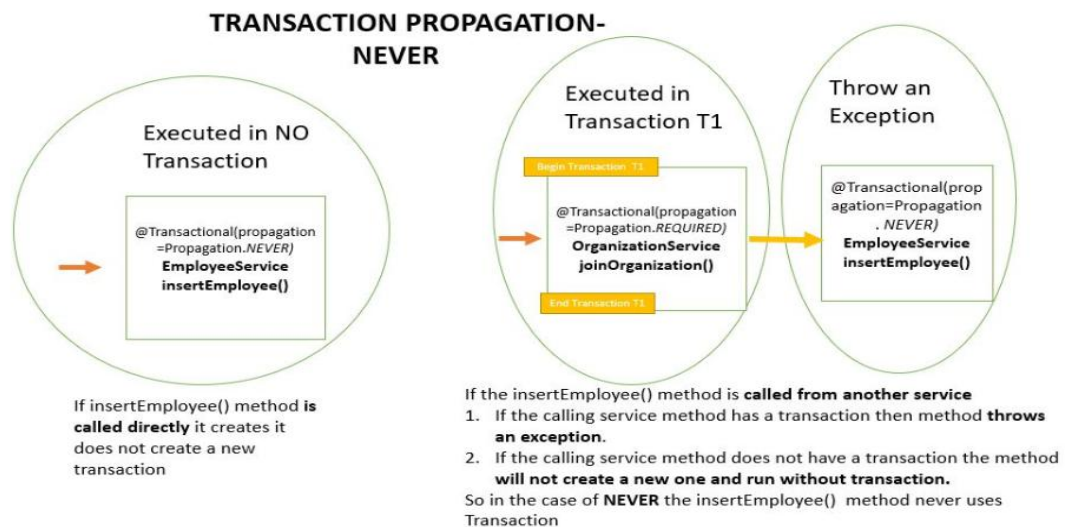 TRANSACTION PROPAGATION-
NEVER
Executed in NO
Transaction
@Transactional(propagation
=Propagation.NEVER)
EmployeeService
insertEmployee()
If insertEmployee() method is
called directly it creates it
does not create a new
transaction
Executed in
Transaction T1
Begin Transaction T1
@Transactional(propagation
=Propagation.REQUIRED)
OrganizationService
joinOrganization()
End Transaction T1
Throw an
Exception
@Transactional(prop
agation=Propagation
. NEVER)
EmployeeService
insertEmployee()
If the insertEmployee() method is called from another service
1. If the calling service method has a transaction then method throws
an exception.
2. If the calling service method does not have a transaction the method
will not create a new one and run without transaction.
So in the case of NEVER the insertEmployee() method never uses
Transaction